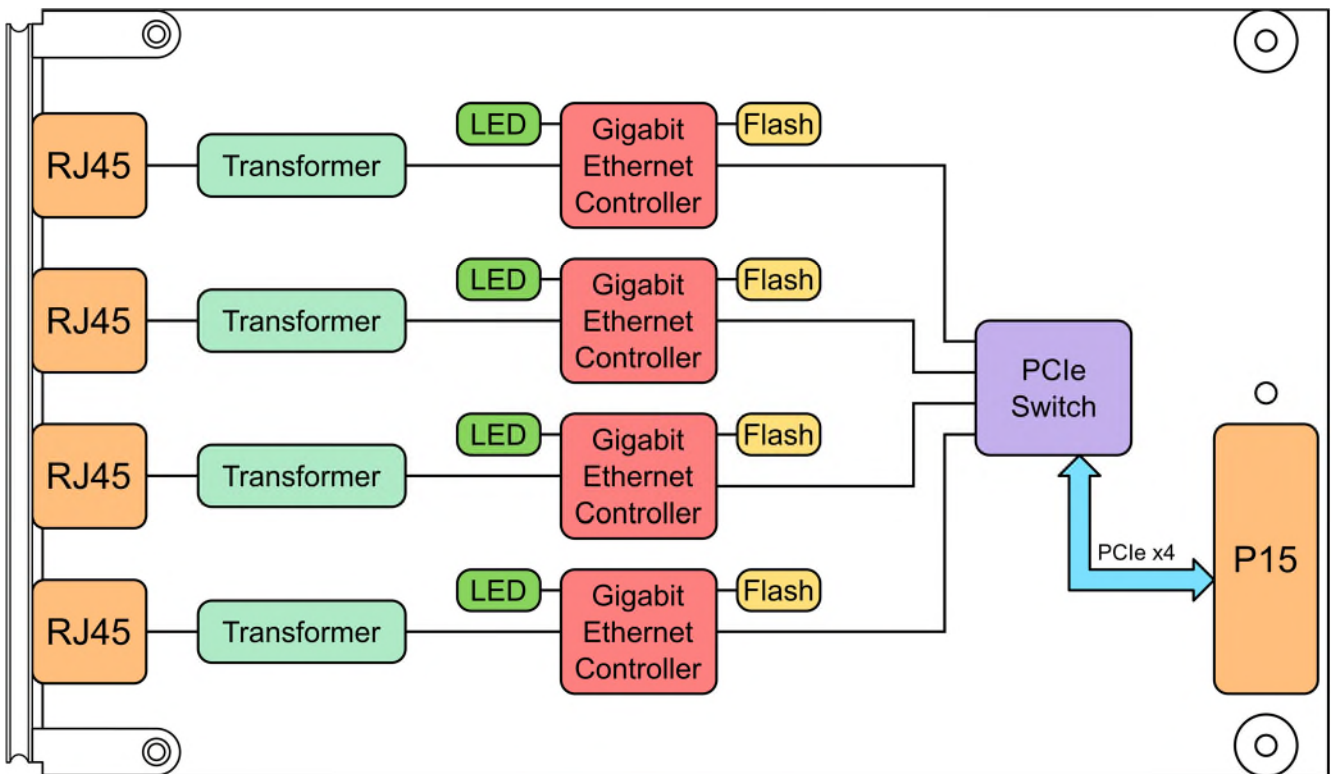 LED
Gigabit
Ethernet
Controller
Flash
RJ45
Transformer
LED
Gigabit
Ethernet
Controller
Flash
RJ45
Transformer
PCIe
Switch
LED
Gigabit
Ethernet
Controller
Flash
RJ45
Transformer
PCIe x4
P15
LED
Gigabit
Ethernet
Controller
Flash
RJ45
Transformer